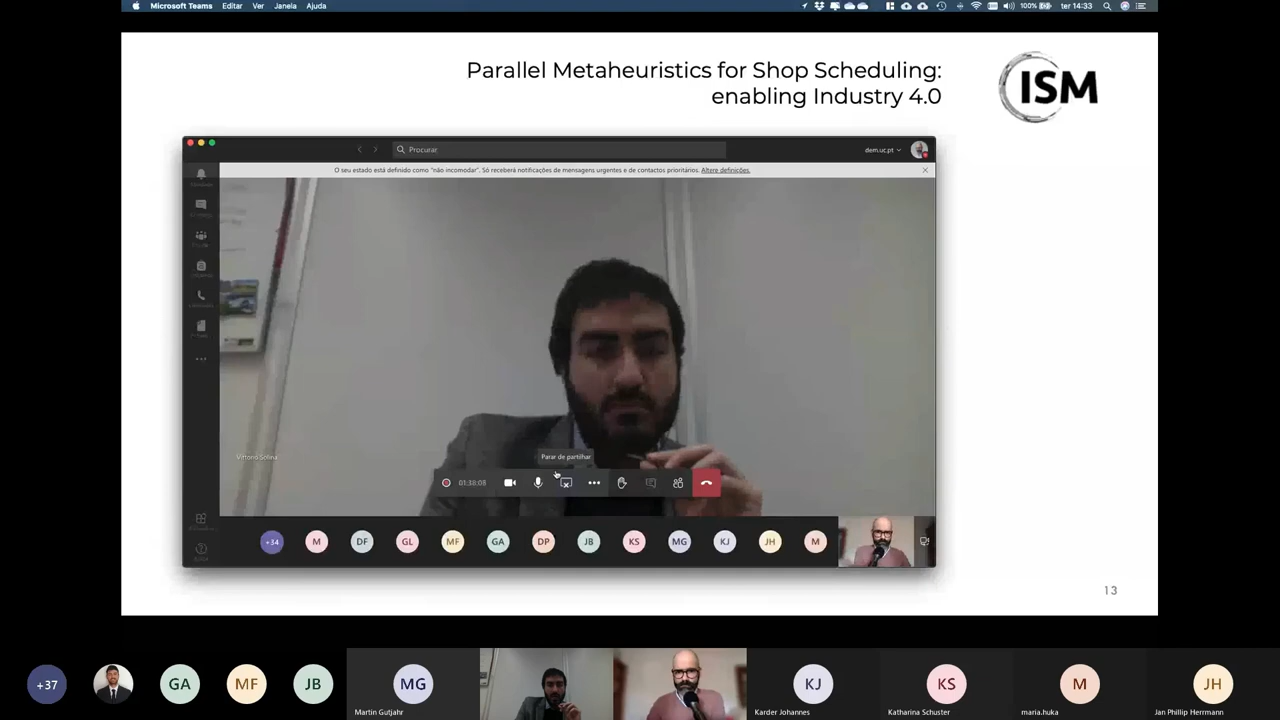 Microsoft Teams Editar Ver Janela Ajuda
100% ter 14:33
Parallel Metaheuristics for Shop Scheduling:
enabling Industry 4.0
ISM
Procurar
dem.uc.pt
O seu estado está definido como "não incomodar". Só receberá notificações de mensagens urgentes e de contactos prioritários. Altere definições.
Vittorio Solina
Parar de partilhar
01:38:08
+34 M DF GL MF GA DP JB KS MG KJ JH M
13
+37 GA MF JB MG KJ KS M JH
Martin Gutjahr Karder Johannes Katharina Schuster maria.huka Jan Phillip Herrmann